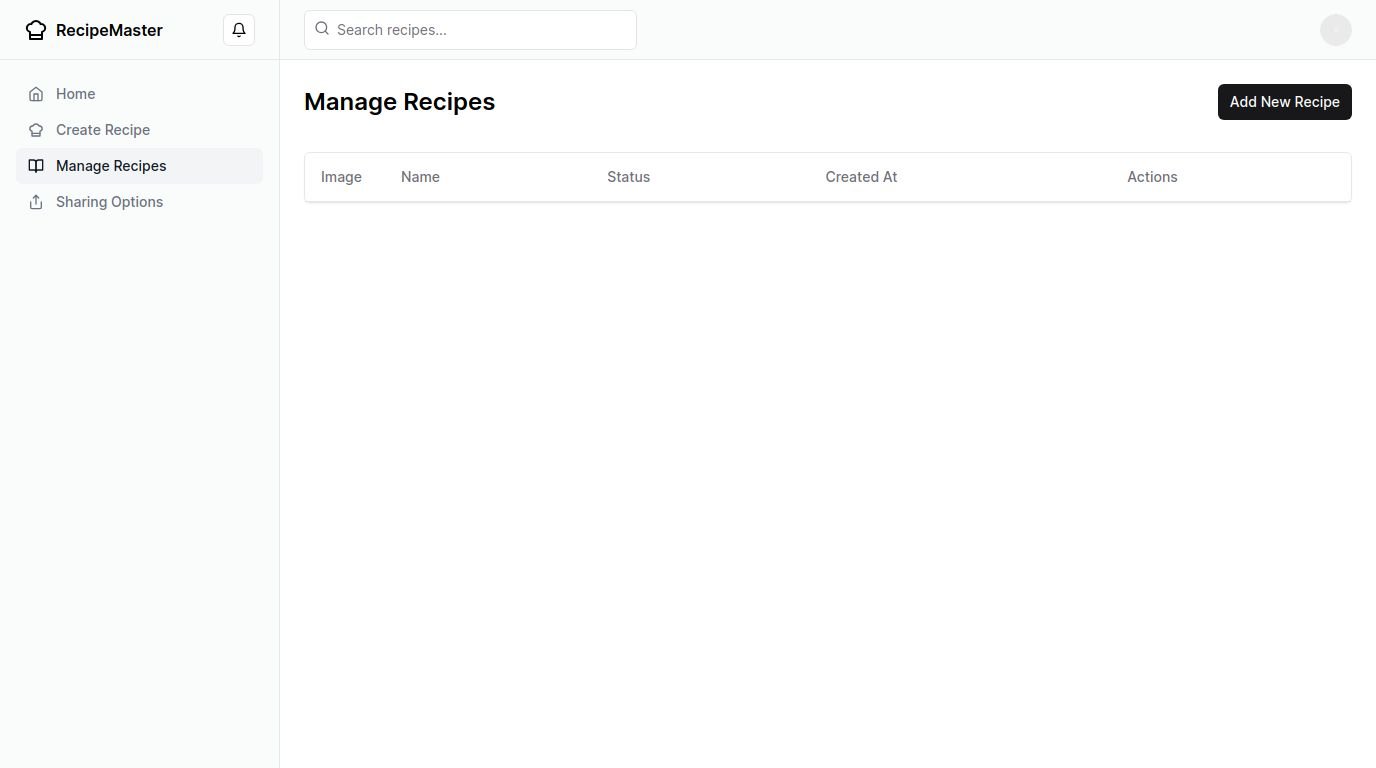 RecipeMaster
Search recipes...
Home
Create Recipe
Manage Recipes
Sharing Options
Manage Recipes
Add New Recipe
Image Name Status Created At Actions